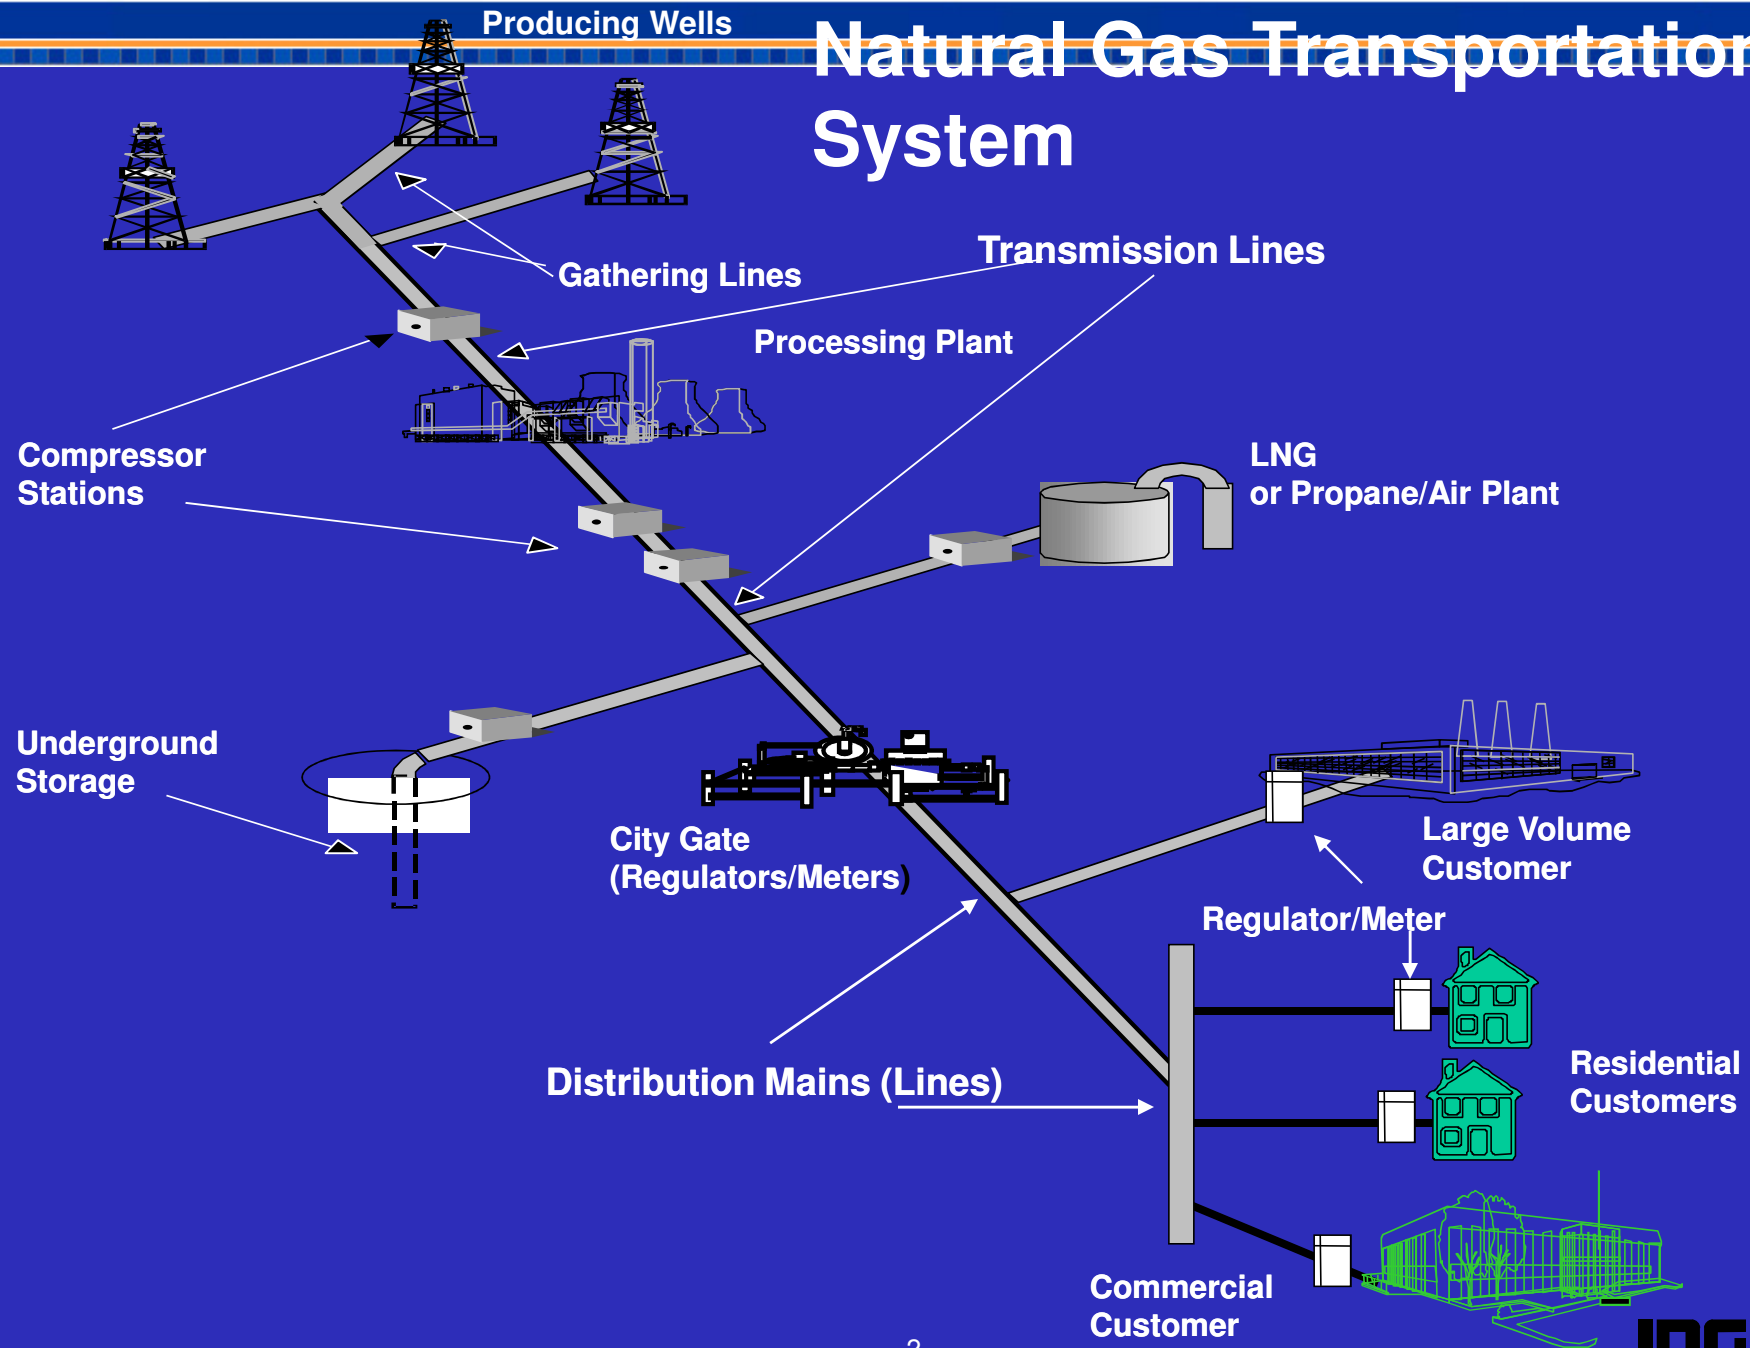 Producing Wells
Natural Gas Transportation
System
Gathering Lines
Transmission Lines
Processing Plant
Compressor
Stations
LNG
or Propane/Air Plant
Underground
Storage
City Gate
(Regulators/Meters)
Large Volume
Customer
Regulator/Meter
Distribution Mains (Lines)
Residential
Customers
Commercial
Customer